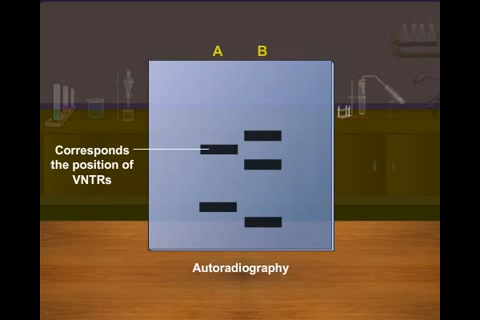 A B
Corresponds
the position of
VNTRs
Autoradiography